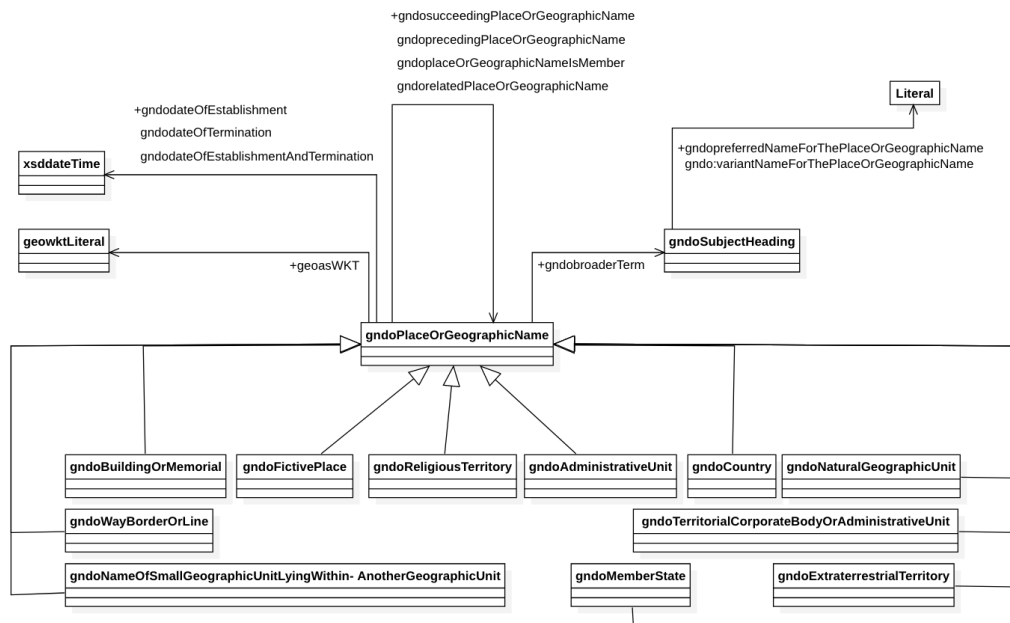 +gndosucceedingPlaceOrGeographicName
gndoprecedingPlaceOrGeographicName
gndoplaceOrGeographicNameIsMember
gndorelatedPlaceOrGeographicName
Literal
+gndodateOfEstablishment
gndodateOfTermination
gndodateOfEstablishmentAndTermination
+gndopreferredNameForThePlaceOrGeographicName
gndo:variantNameForThePlaceOrGeographicName
xsddateTime
geowktLiteral
gndoSubjectHeading
+geoasWKT
+gndobroaderTerm
gndoPlaceOrGeographicName
gndoBuildingOrMemorial
gndoFictivePlace
gndoReligiousTerritory
gndoAdministrativeUnit
gndoCountry
gndoNaturalGeographicUnit
gndoWayBorderOrLine
gndoTerritorialCorporateBodyOrAdministrativeUnit
gndoNameOfSmallGeographicUnitLyingWithin- AnotherGeographicUnit
gndoMemberState
gndoExtraterrestrialTerritory